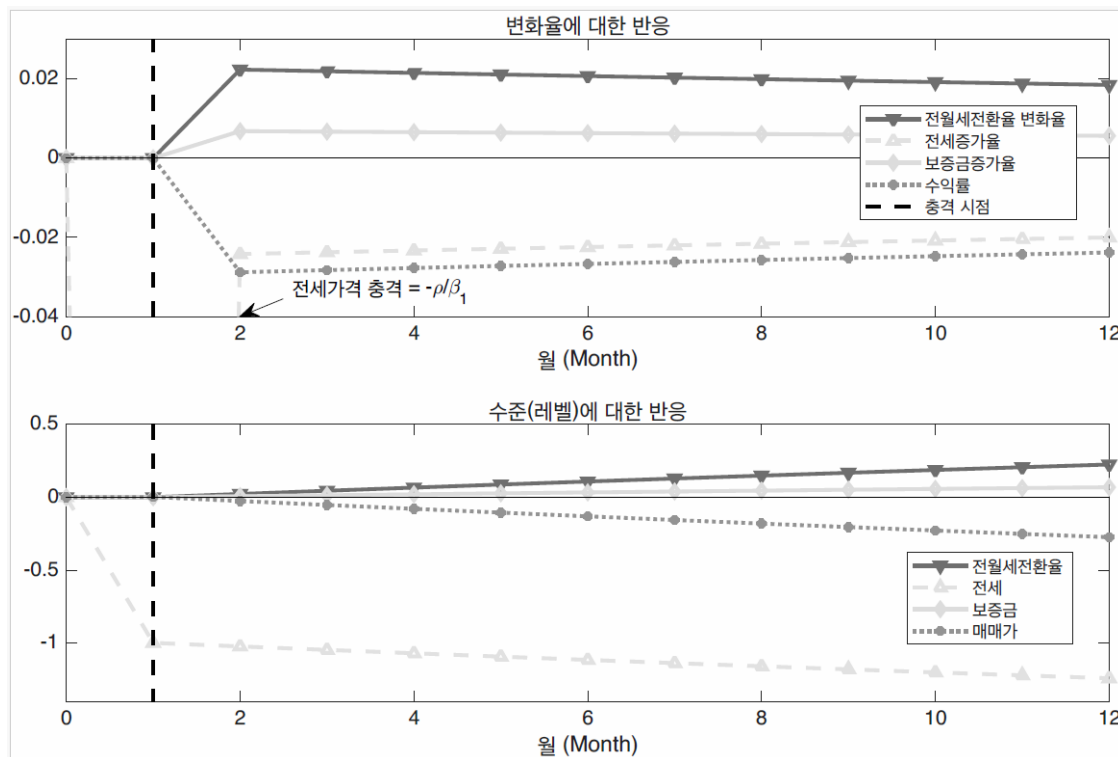 변화율에 대한 반응
0.02
0
-0.02
-0.04
전월세전환율 변화율
전세증가율
보증금증가율
수익률
충격 시점
전세가격 충격 = -ρ/β₁
0 2 4 6 8 10 12
월 (Month)
수준(레벨)에 대한 반응
0.5
0
-0.5
-1
전월세전환율
전세
보증금
매매가
0 2 4 6 8 10 12
월 (Month)